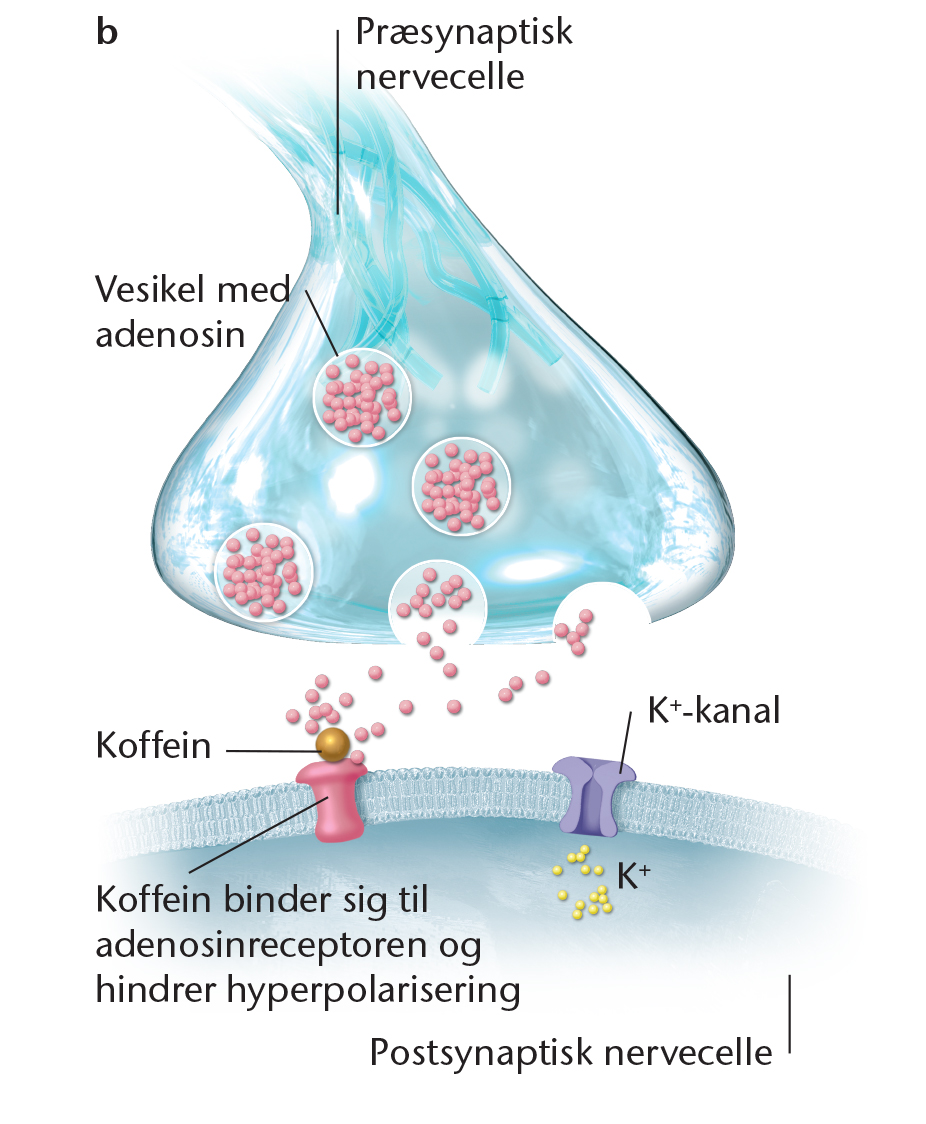 b
Præsynaptisk
nervecelle
Vesikel med
adenosin
K⁺-kanal
Koffein
K⁺
Koffein binder sig til
adenosinreceptoren og
hindrer hyperpolarisering
Postsynaptisk nervecelle